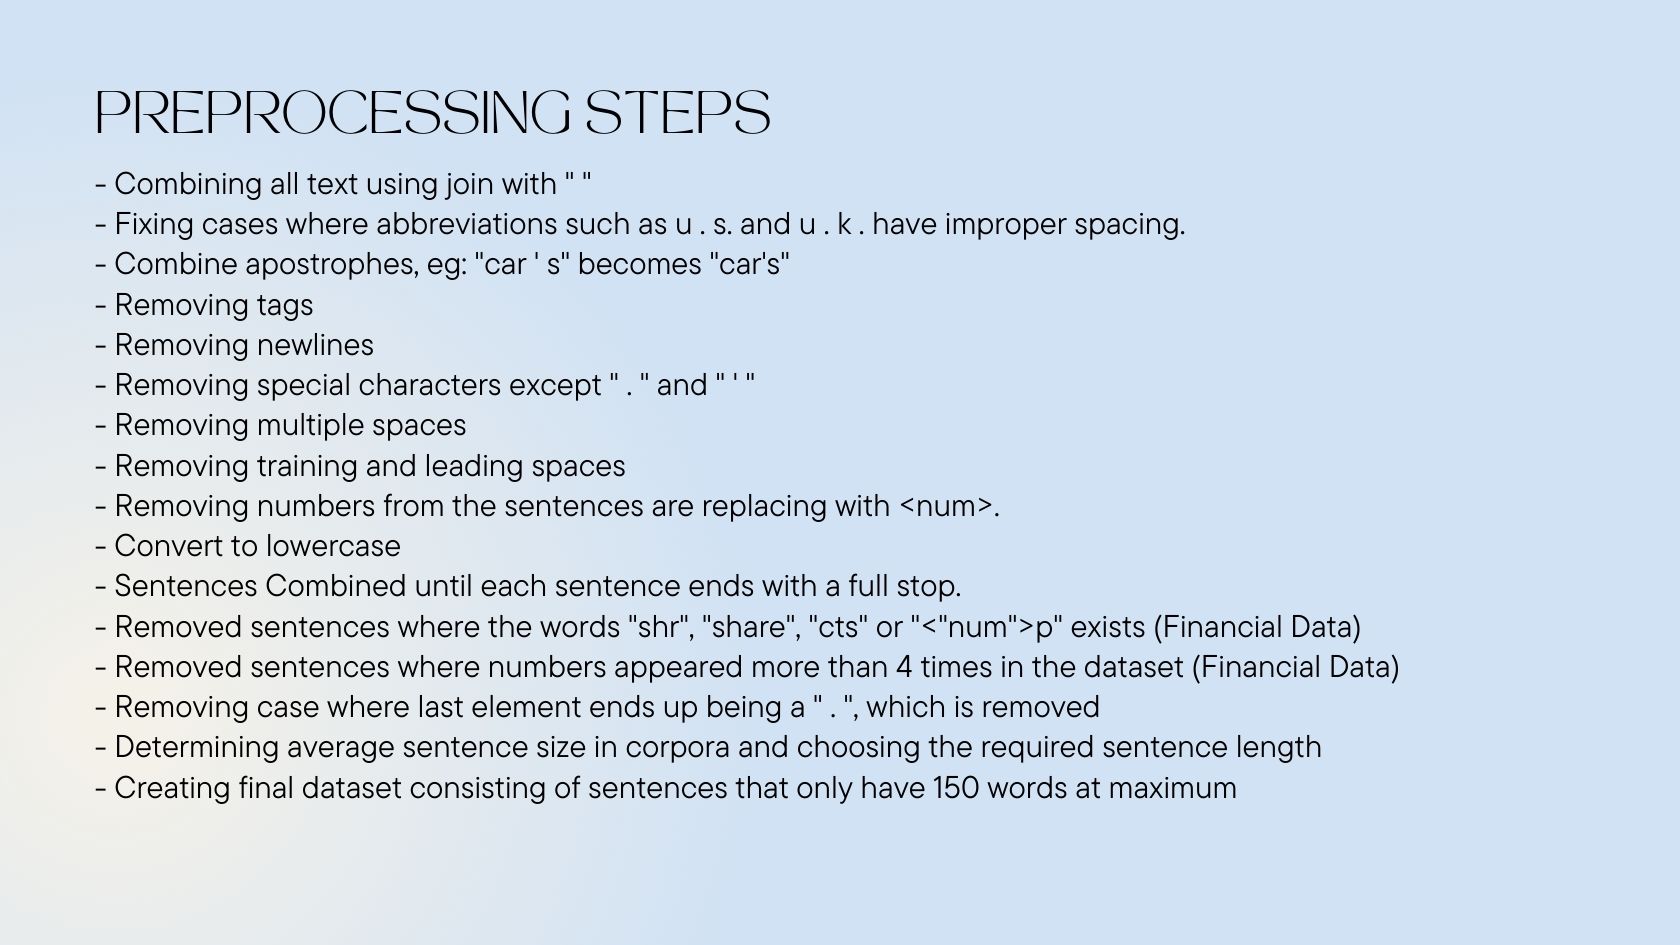 PREPROCESSING STEPS
- Combining all text using join with " "
- Fixing cases where abbreviations such as u . s. and u . k . have improper spacing.
- Combine apostrophes, eg: "car ' s" becomes "car's"
- Removing tags
- Removing newlines
- Removing special characters except " . " and " ' "
- Removing multiple spaces
- Removing training and leading spaces
- Removing numbers from the sentences are replacing with <num>.
- Convert to lowercase
- Sentences Combined until each sentence ends with a full stop.
- Removed sentences where the words "shr", "share", "cts" or "<"num">p" exists (Financial Data)
- Removed sentences where numbers appeared more than 4 times in the dataset (Financial Data)
- Removing case where last element ends up being a " . ", which is removed
- Determining average sentence size in corpora and choosing the required sentence length
- Creating final dataset consisting of sentences that only have 150 words at maximum